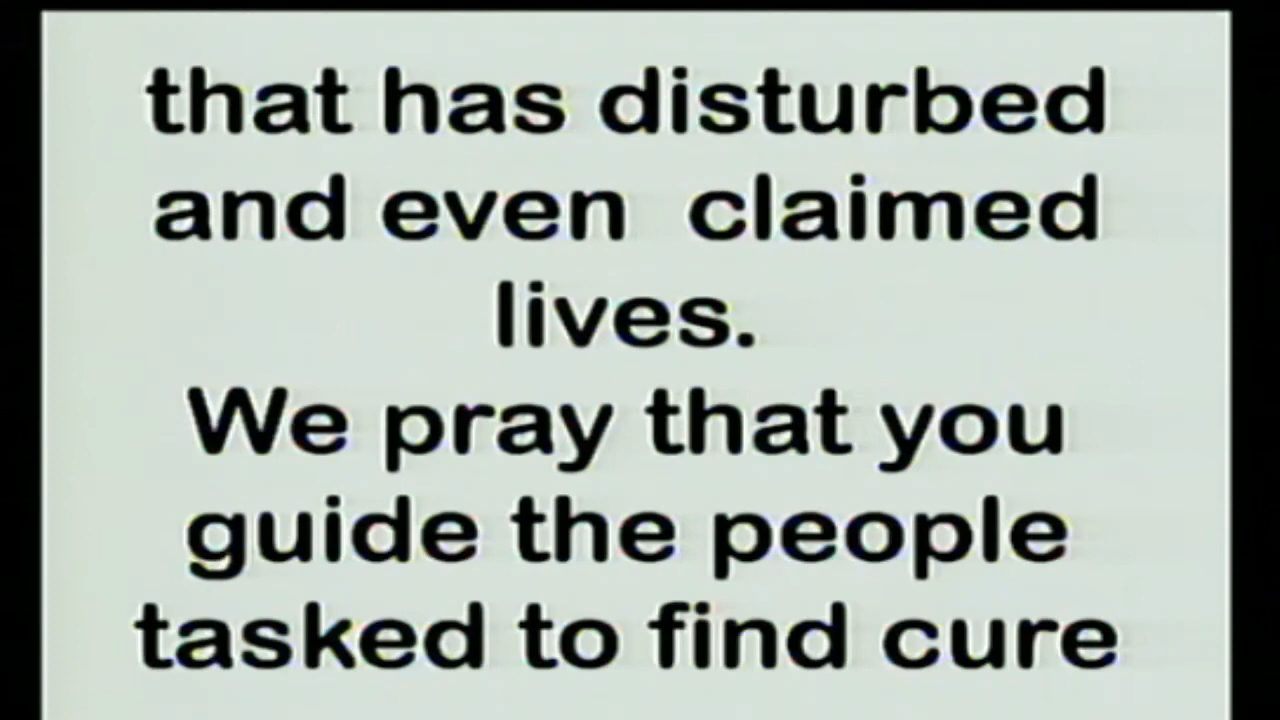 that has disturbed
and even  claimed
lives.
We pray that you
guide the people
tasked to find cure